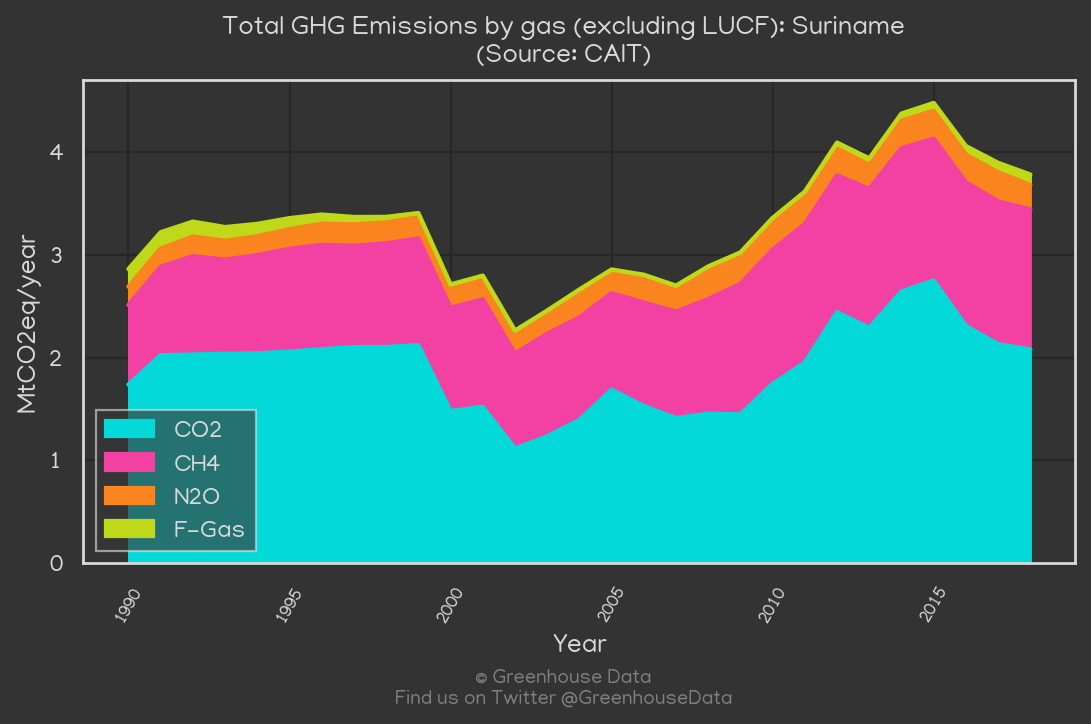 Total GHG Emissions by gas (excluding LUCF): Suriname
(Source: CAIT)
MtCO2eq/year
4
3
2
1
0
CO2
CH4
N2O
F-Gas
1990
1995
2000
2005
2010
2015
Year
© Greenhouse Data
Find us on Twitter @GreenhouseData